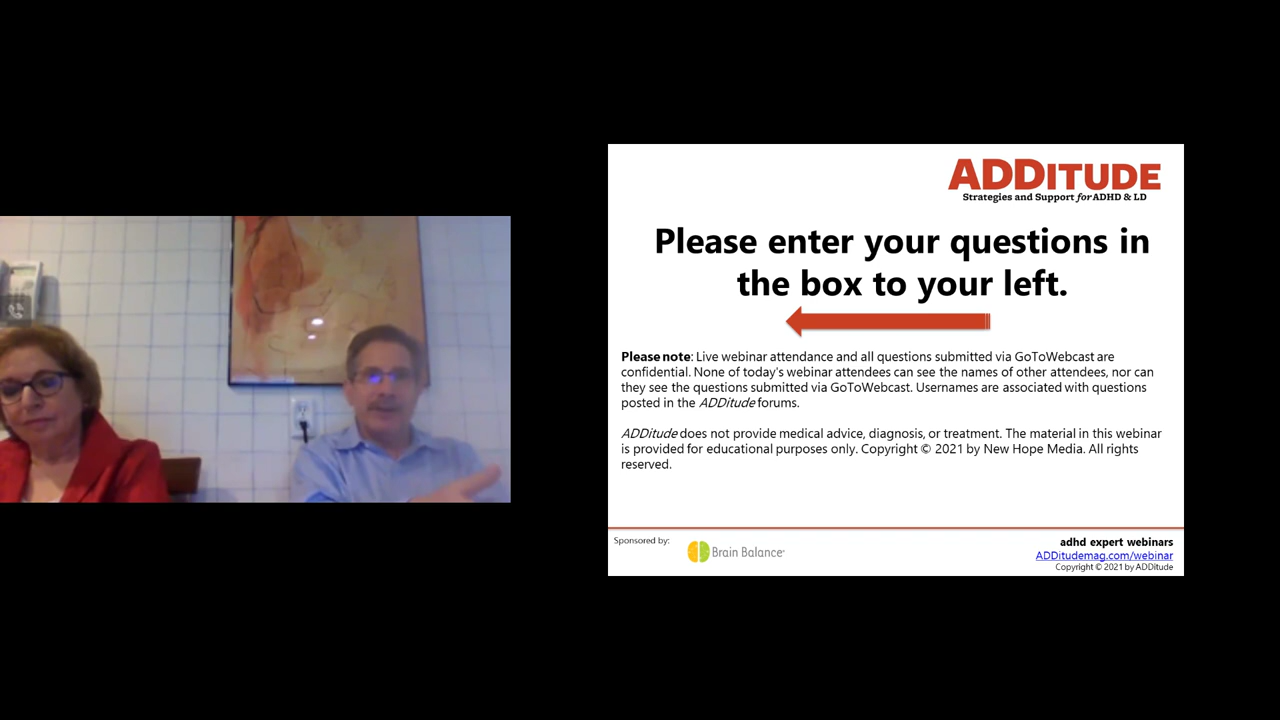 ADDITUDE
Strategies and Support for ADHD & LD
Please enter your questions in
the box to your left.
Please note: Live webinar attendance and all questions submitted via GoToWebcast are
confidential. None of today's webinar attendees can see the names of other attendees, nor can
they see the questions submitted via GoToWebcast. Usernames are associated with questions
posted in the ADDitude forums.
ADDitude does not provide medical advice, diagnosis, or treatment. The material in this webinar
is provided for educational purposes only. Copyright © 2021 by New Hope Media. All rights
reserved.
Sponsored by:
Brain Balance
adhd expert webinars
ADDitudemag.com/webinar
Copyright © 2021 by ADDitude